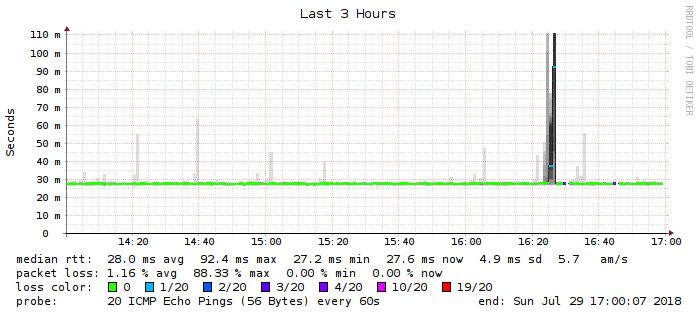 Last 3 Hours
RRDTOOL / TOBI OETIKER
Seconds
110 m
100 m
90 m
80 m
70 m
60 m
50 m
40 m
30 m
20 m
10 m
0
14:20 14:40 15:00 15:20 15:40 16:00 16:20 16:40 17:00
median rtt: 28.0 ms avg 92.4 ms max 27.2 ms min 27.6 ms now 4.9 ms sd 5.7 am/s
packet loss: 1.16 % avg 88.33 % max 0.00 % min 0.00 % now
loss color: 0 1/20 2/20 3/20 4/20 10/20 19/20
probe: 20 ICMP Echo Pings (56 Bytes) every 60s end: Sun Jul 29 17:00:07 2018